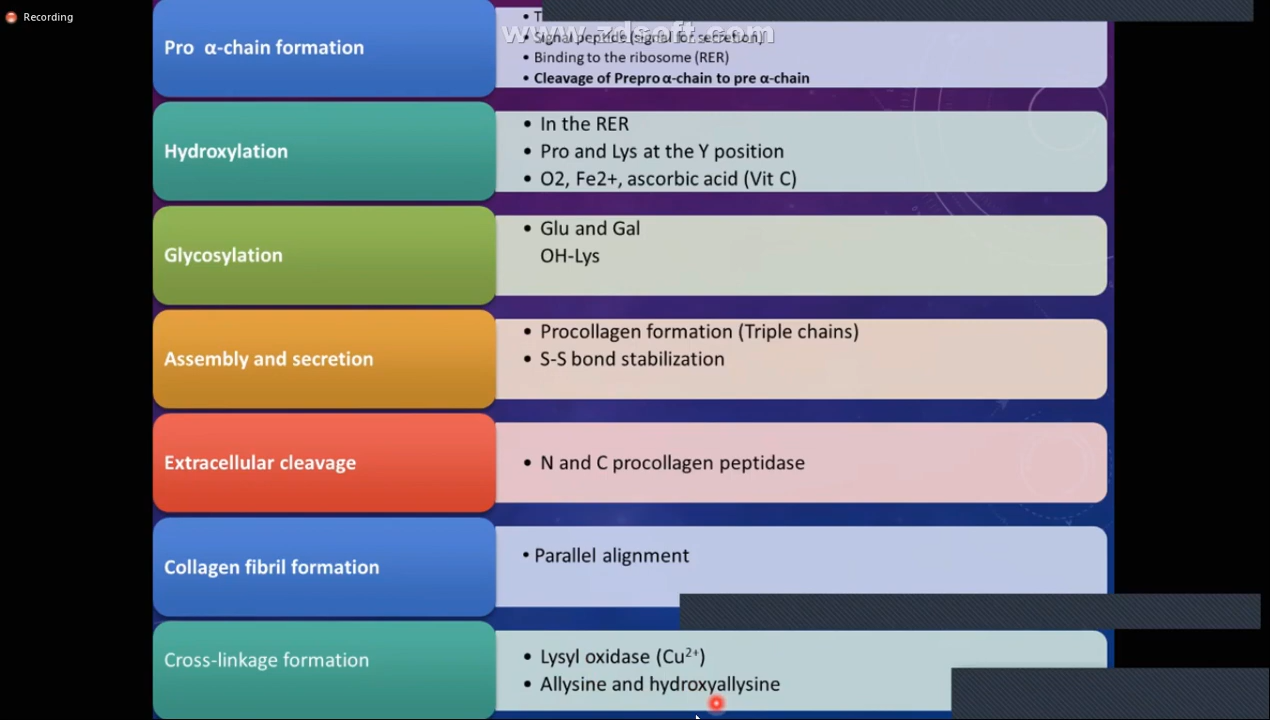 Recording
www.zdsoft.com
Pro α-chain formation
• Signal peptide (signal for secretion)
• Binding to the ribosome (RER)
• Cleavage of Prepro α-chain to pre α-chain
Hydroxylation
• In the RER
• Pro and Lys at the Y position
• O2, Fe2+, ascorbic acid (Vit C)
Glycosylation
• Glu and Gal
OH-Lys
Assembly and secretion
• Procollagen formation (Triple chains)
• S-S bond stabilization
Extracellular cleavage
• N and C procollagen peptidase
Collagen fibril formation
• Parallel alignment
Cross-linkage formation
• Lysyl oxidase (Cu²⁺)
• Allysine and hydroxyallysine